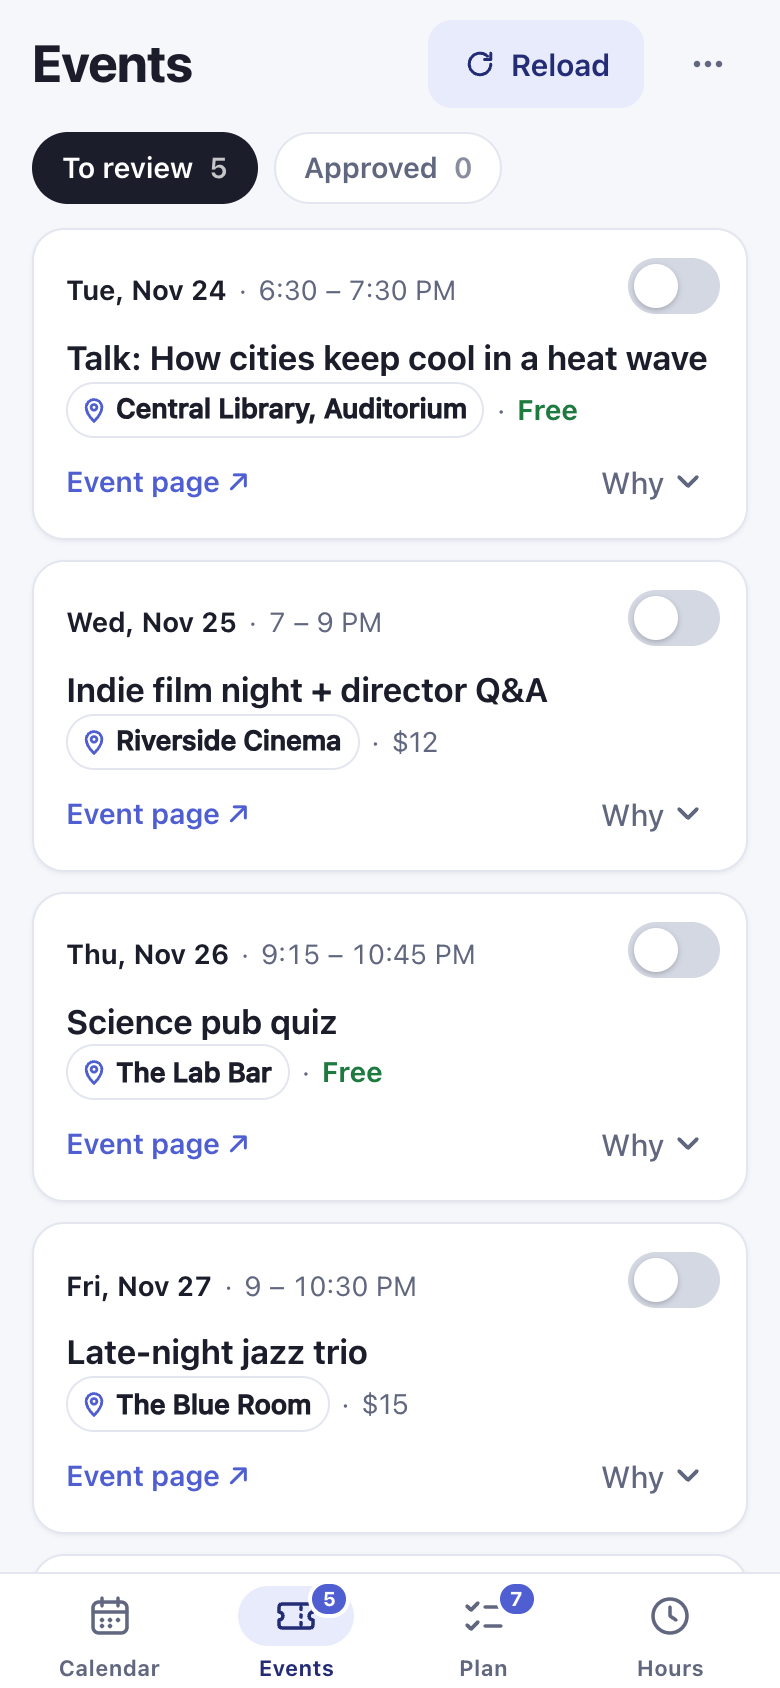 Events
Reload
To review 5
Approved 0
Tue, Nov 24 · 6:30 – 7:30 PM
Talk: How cities keep cool in a heat wave
Central Library, Auditorium · Free
Event page
Why
Wed, Nov 25 · 7 – 9 PM
Indie film night + director Q&A
Riverside Cinema · $12
Event page
Why
Thu, Nov 26 · 9:15 – 10:45 PM
Science pub quiz
The Lab Bar · Free
Event page
Why
Fri, Nov 27 · 9 – 10:30 PM
Late-night jazz trio
The Blue Room · $15
Event page
Why
5
7
Calendar
Events
Plan
Hours